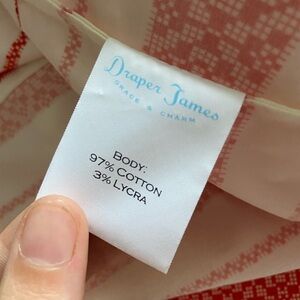 Draper James
GRACE & CHARM
BODY:
97% COTTON
3% LYCRA